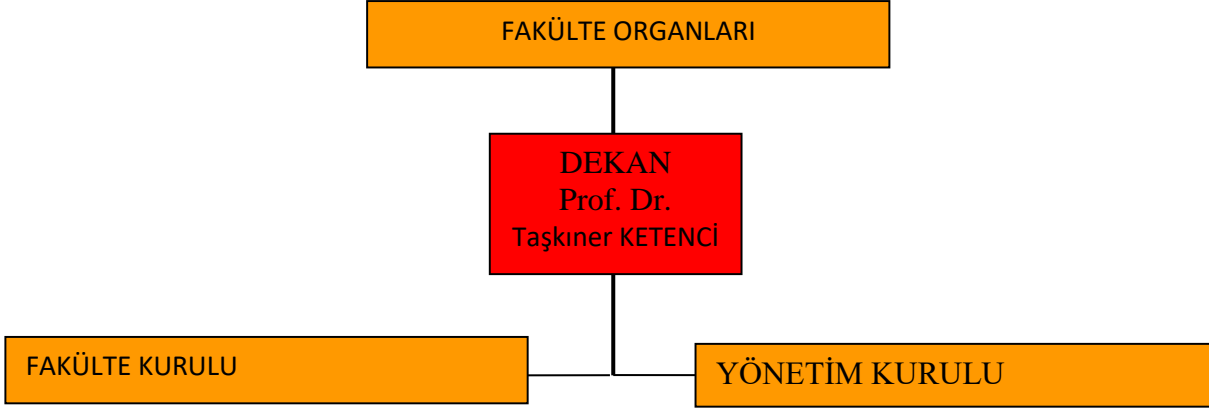 FAKÜLTE ORGANLARI
DEKAN
Prof. Dr.
Taşkıner KETENCİ
FAKÜLTE KURULU
YÖNETİM KURULU